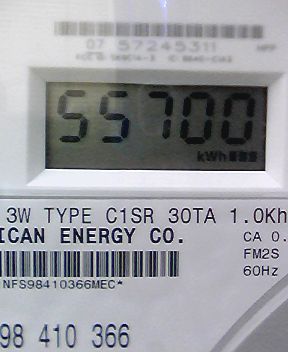 07 57245311
55700
kWh
3W TYPE C1SR 30TA 1.0Kh
ICAN ENERGY CO.
CA 0.
FM2S
60Hz
NFS98410366MEC*
98 410 366